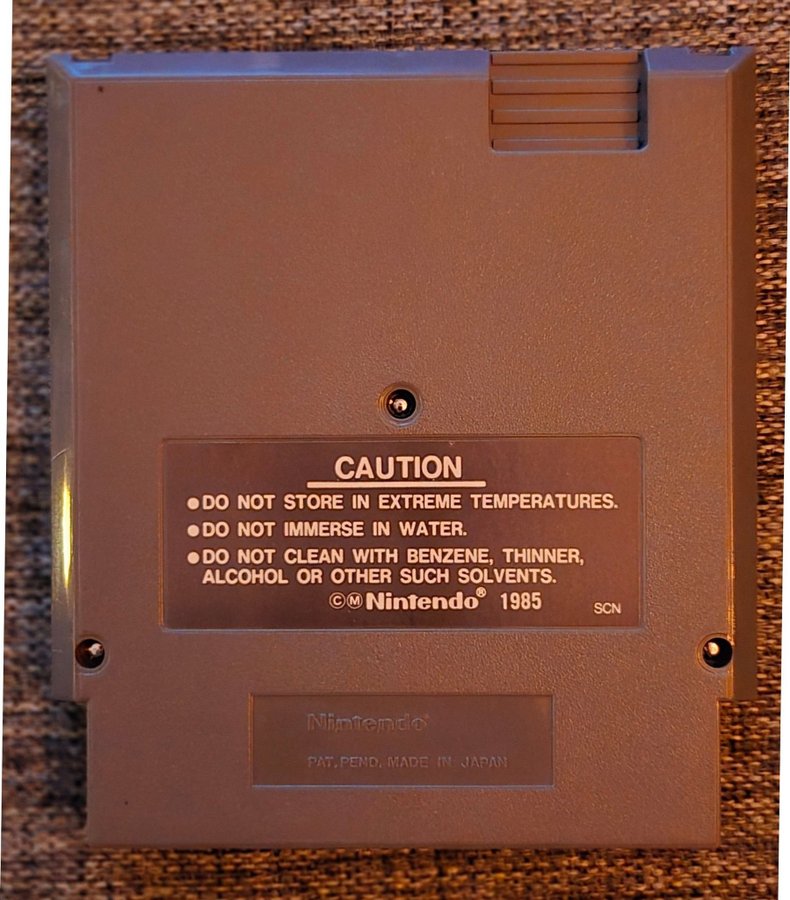 CAUTION
●DO NOT STORE IN EXTREME TEMPERATURES.
●DO NOT IMMERSE IN WATER.
●DO NOT CLEAN WITH BENZENE, THINNER,
ALCOHOL OR OTHER SUCH SOLVENTS.
©Ⓜ Nintendo® 1985
SCN
Nintendo®
PAT. PEND. MADE IN JAPAN